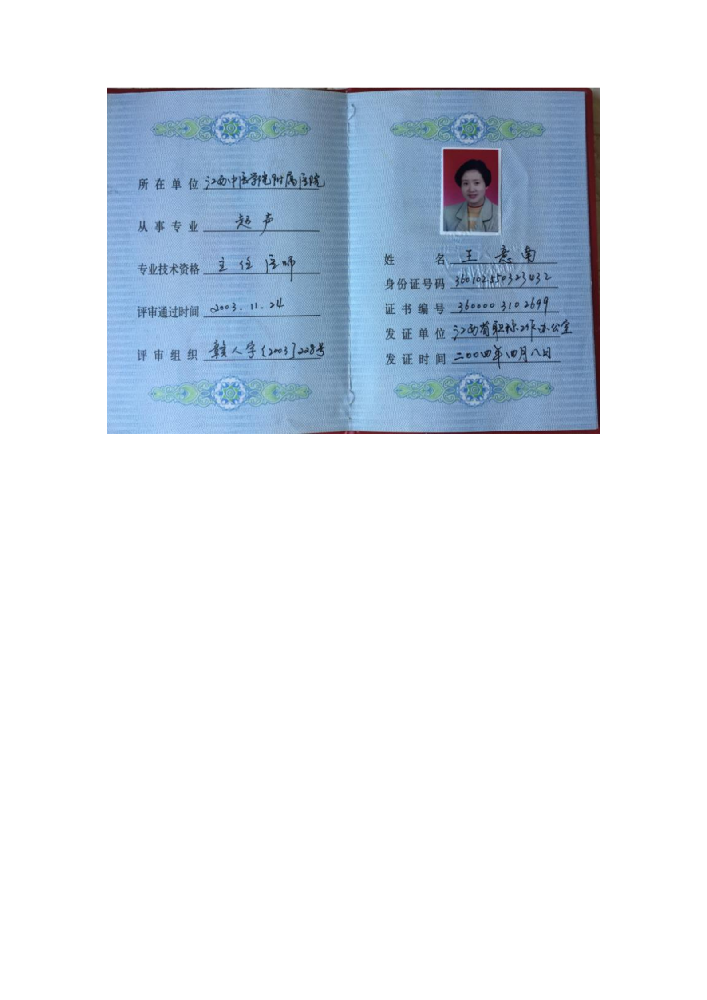 所在单位 江西中医学院附属医院
从事专业 超声
专业技术资格 主任医师
评审通过时间 2003.11.24
评审组织 赣人字[2003]228号
姓名 王意南
身份证号码 360102550323432
证书编号 3600003102699
发证单位 江西省职称工作办公室
发证时间 二00四年四月八日